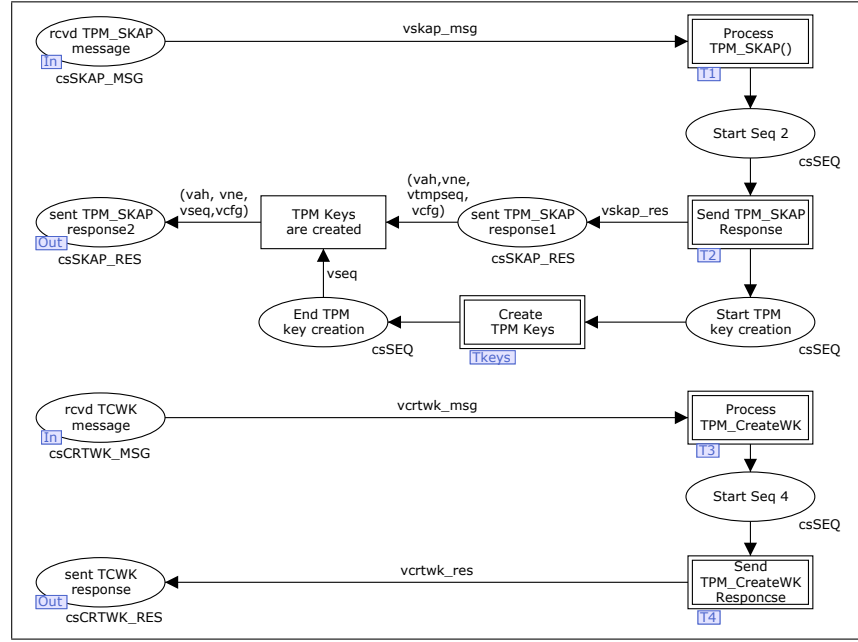 rcvd TPM_SKAP
message
In
csSKAP_MSG
vskap_msg
Process
TPM_SKAP()
T1
Start Seq 2
csSEQ
sent TPM_SKAP
response2
Out
csSKAP_RES
(vah, vne,
vseq,vcfg)
TPM Keys
are created
(vah,vne,
vtmpseq,
vcfg)
sent TPM_SKAP
response1
csSKAP_RES
vskap_res
Send TPM_SKAP
Response
T2
vseq
End TPM
key creation
csSEQ
Create
TPM Keys
Tkeys
Start TPM
key creation
csSEQ
rcvd TCWK
message
In
csCRTWK_MSG
vcrtwk_msg
Process
TPM_CreateWK
T3
Start Seq 4
csSEQ
sent TCWK
response
Out
csCRTWK_RES
vcrtwk_res
Send
TPM_CreateWK
Responcse
T4